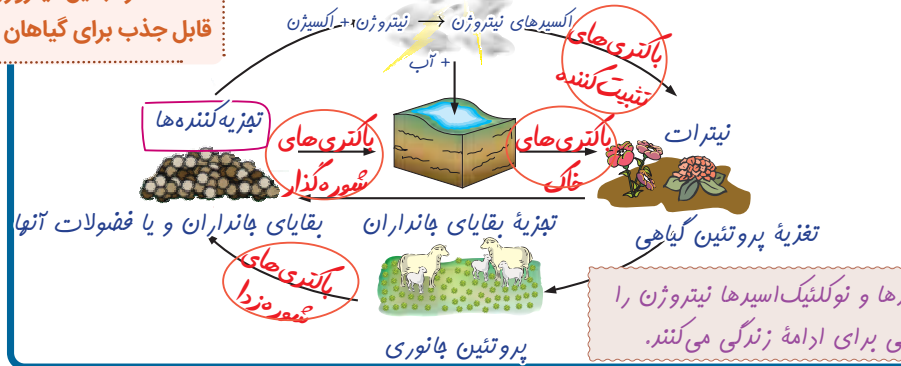 قابل جذب برای گیاهان
نیتروژن + اکسیژن → اکسیدهای نیتروژن
+ آب
باکتری‌های
تثبیت‌کننده
تجزیه‌کننده‌ها
باکتری‌های
شوره‌گذار
باکتری‌های
خاک
نیترات
بقایای جانداران و یا فضولات آنها
تجزیهٔ بقایای جانداران
تغذیهٔ پروتئین گیاهی
باکتری‌های
شوره‌زدا
پروتئین جانوری
و نوکلئیک‌اسیدها نیتروژن را
برای ادامهٔ زندگی می‌کنند.